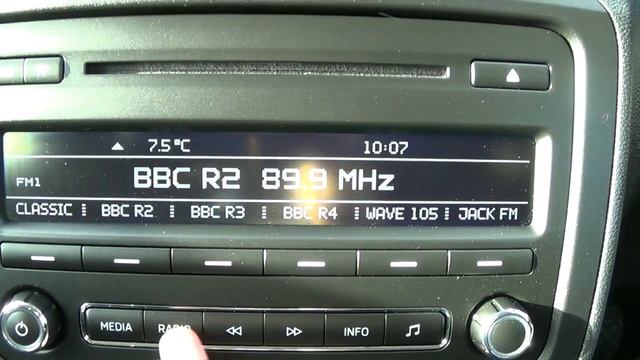 7.5°C 10:07
FM1 BBC R2 89.9 MHz
CLASSIC BBC R2 BBC R3 BBC R4 WAVE 105 JACK FM
MEDIA RADIO INFO